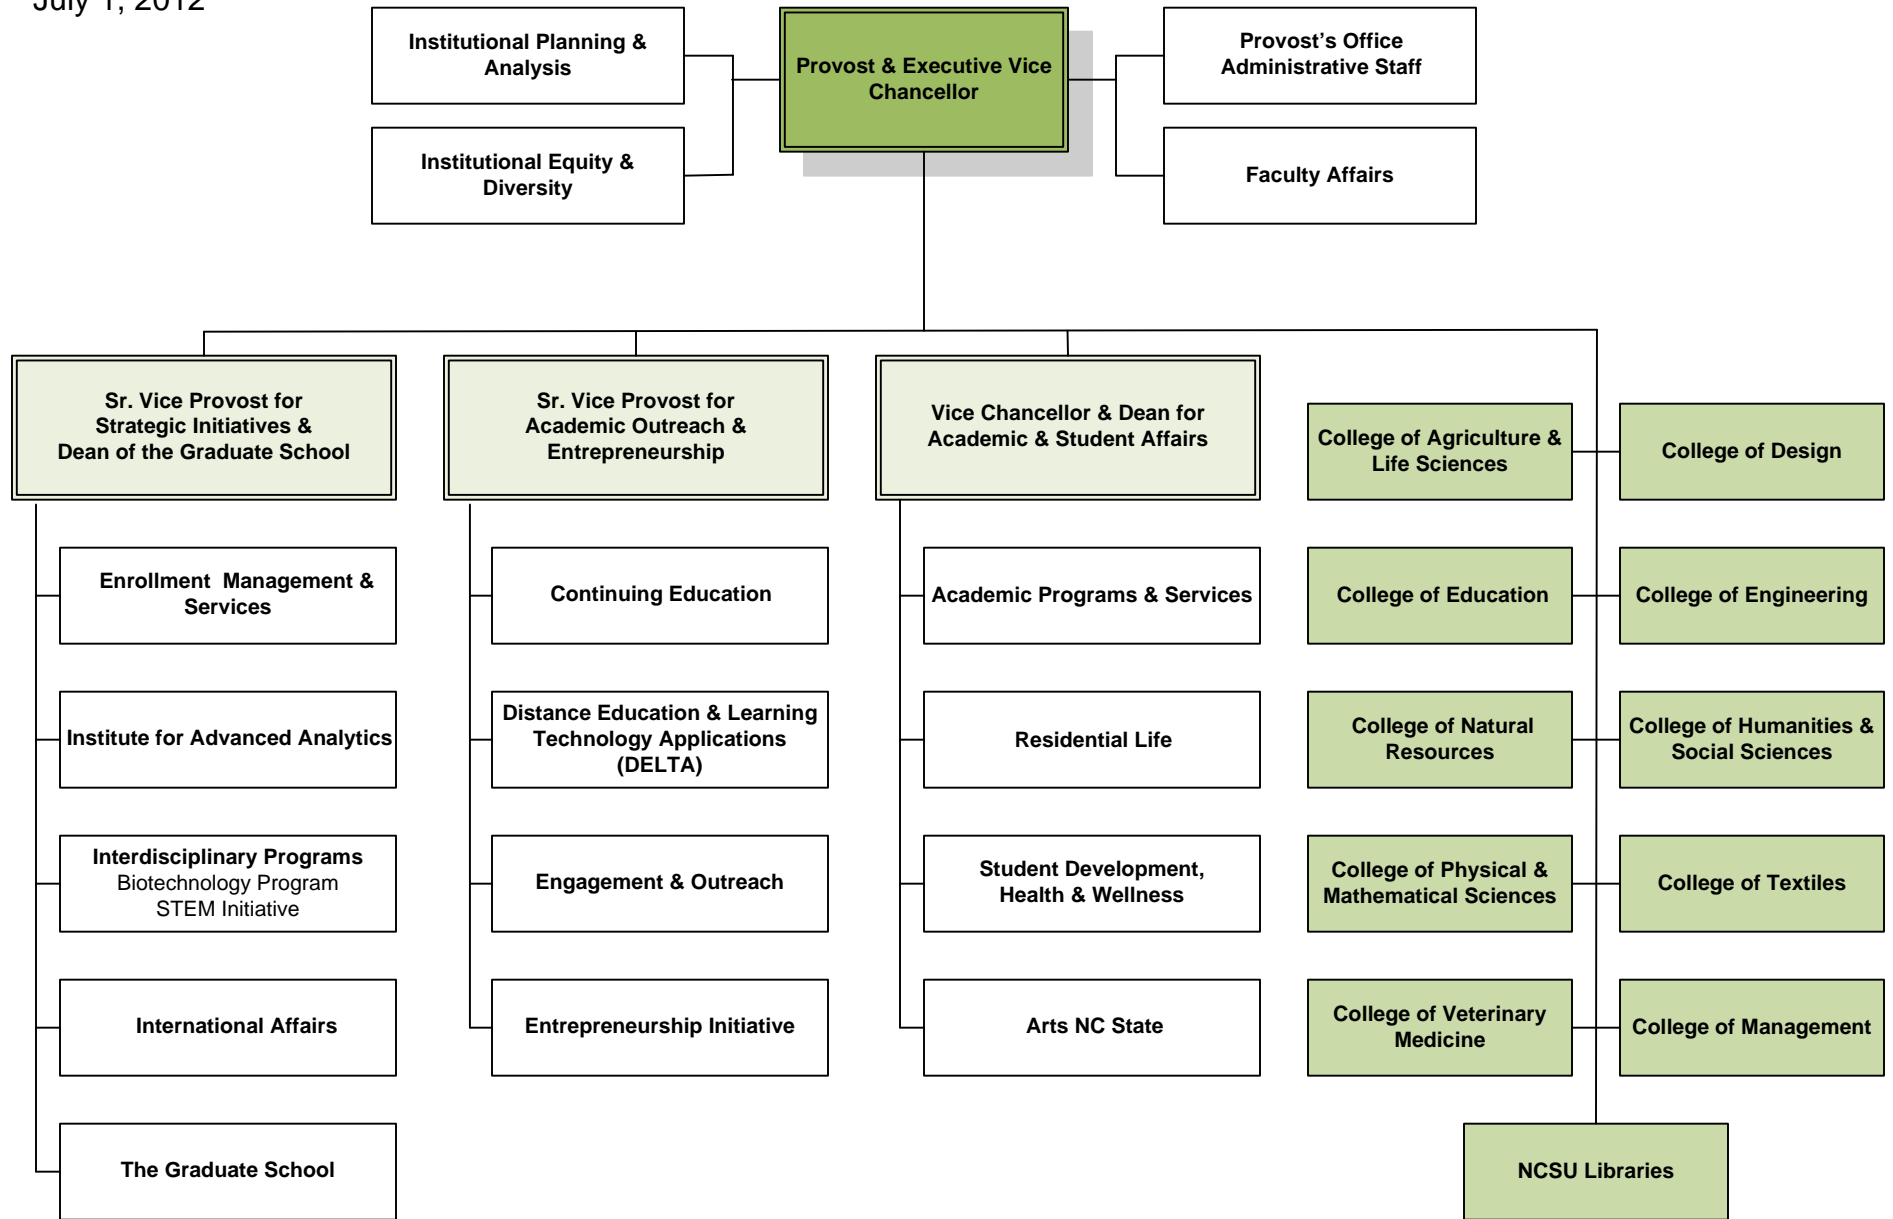 July 1, 2012
Institutional Planning &
Analysis
Provost & Executive Vice
Chancellor
Provost's Office
Administrative Staff
Institutional Equity &
Diversity
Faculty Affairs
Sr. Vice Provost for
Strategic Initiatives &
Dean of the Graduate School
Enrollment Management &
Services
Institute for Advanced Analytics
Interdisciplinary Programs
Biotechnology Program
STEM Initiative
International Affairs
The Graduate School
Sr. Vice Provost for
Academic Outreach &
Entrepreneurship
Continuing Education
Distance Education & Learning
Technology Applications
(DELTA)
Engagement & Outreach
Entrepreneurship Initiative
Vice Chancellor & Dean for
Academic & Student Affairs
Academic Programs & Services
Residential Life
Student Development,
Health & Wellness
Arts NC State
College of Agriculture &
Life Sciences
College of Design
College of Education
College of Engineering
College of Natural
Resources
College of Humanities &
Social Sciences
College of Physical &
Mathematical Sciences
College of Textiles
College of Veterinary
Medicine
College of Management
NCSU Libraries